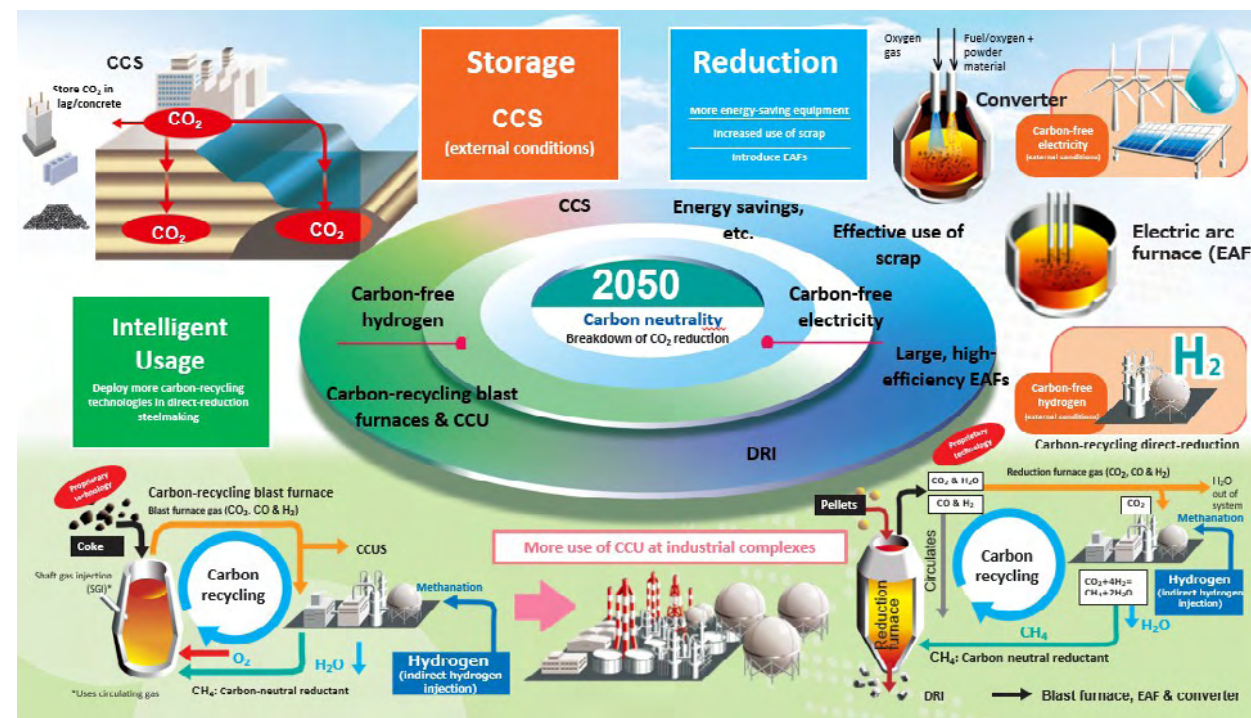 CCS
Store CO₂ in
lag/concrete
CO₂
CO₂
CO₂
Storage
CCS
(external conditions)
Reduction
More energy-saving equipment
Increased use of scrap
Introduce EAFs
Oxygen
gas
Fuel/oxygen +
powder
material
Converter
Carbon-free
electricity
(external conditions)
Electric arc
furnace (EAF
Intelligent
Usage
Deploy more carbon-recycling
technologies in direct-reduction
steelmaking
CCS
Energy savings,
etc.
Effective use of
scrap
Carbon-free
hydrogen
2050
Carbon neutrality
Breakdown of CO₂ reduction
Carbon-free
electricity
Large, high-
efficiency EAFs
Carbon-recycling blast
furnaces & CCU
DRI
H₂
Carbon-free
hydrogen
(external conditions)
Carbon-recycling direct-reduction
Proprietary
technology
Carbon-recycling blast furnace
Blast furnace gas (CO₂. CO & H₂)
Coke
CCUS
Shaft gas injection
(SGI)*
Carbon
recycling
Methanation
O₂
H₂O
Hydrogen
(indirect hydrogen
injection)
CH₄: Carbon-neutral reductant
*Uses circulating gas
More use of CCU at industrial complexes
Proprietary
technology
Reduction furnace gas (CO₂, CO & H₂)
Pellets
CO₂ & H₂O
CO & H₂
CO₂
H₂O
out of
system
Methanation
Circulates
Carbon
recycling
Reduction
furnace
CO₂+4H₂=
CH₄+2H₂O
Hydrogen
(indirect hydrogen
injection)
H₂O
CH₄
CH₄: Carbon neutral reductant
DRI
Blast furnace, EAF & converter